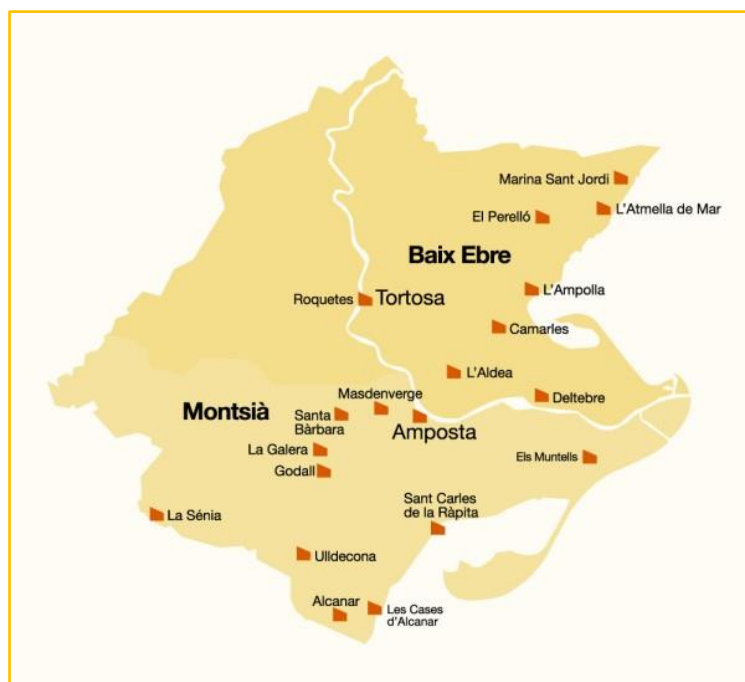 Marina Sant Jordi
L'Atmella de Mar
El Perelló
Baix Ebre
L'Ampolla
Roquetes
Tortosa
Camarles
L'Aldea
Masdenverge
Deltebre
Montsià
Santa
Bàrbara
Amposta
La Galera
Els Muntells
Godall
Sant Carles
de la Ràpita
La Sénia
Ulldecona
Alcanar
Les Cases
d'Alcanar